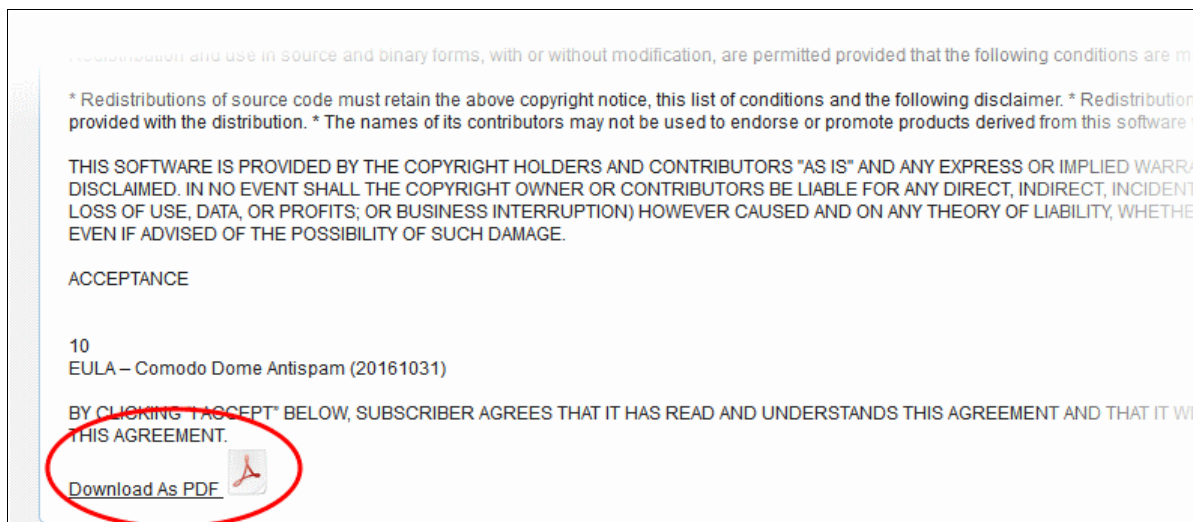 Redistribution and use in source and binary forms, with or without modification, are permitted provided that the following conditions are
* Redistributions of source code must retain the above copyright notice, this list of conditions and the following disclaimer. * Redistribution
provided with the distribution. * The names of its contributors may not be used to endorse or promote products derived from this software
THIS SOFTWARE IS PROVIDED BY THE COPYRIGHT HOLDERS AND CONTRIBUTORS "AS IS" AND ANY EXPRESS OR IMPLIED
DISCLAIMED. IN NO EVENT SHALL THE COPYRIGHT OWNER OR CONTRIBUTORS BE LIABLE FOR ANY DIRECT, INDIRECT,
LOSS OF USE, DATA, OR PROFITS; OR BUSINESS INTERRUPTION) HOWEVER CAUSED AND ON ANY THEORY OF LIABILITY,
EVEN IF ADVISED OF THE POSSIBILITY OF SUCH DAMAGE.
ACCEPTANCE
10
EULA – Comodo Dome Antispam (20161031)
BY CLICKING "I ACCEPT" BELOW, SUBSCRIBER AGREES THAT IT HAS READ AND UNDERSTANDS THIS AGREEMENT AND THAT IT
THIS AGREEMENT.
Download As PDF